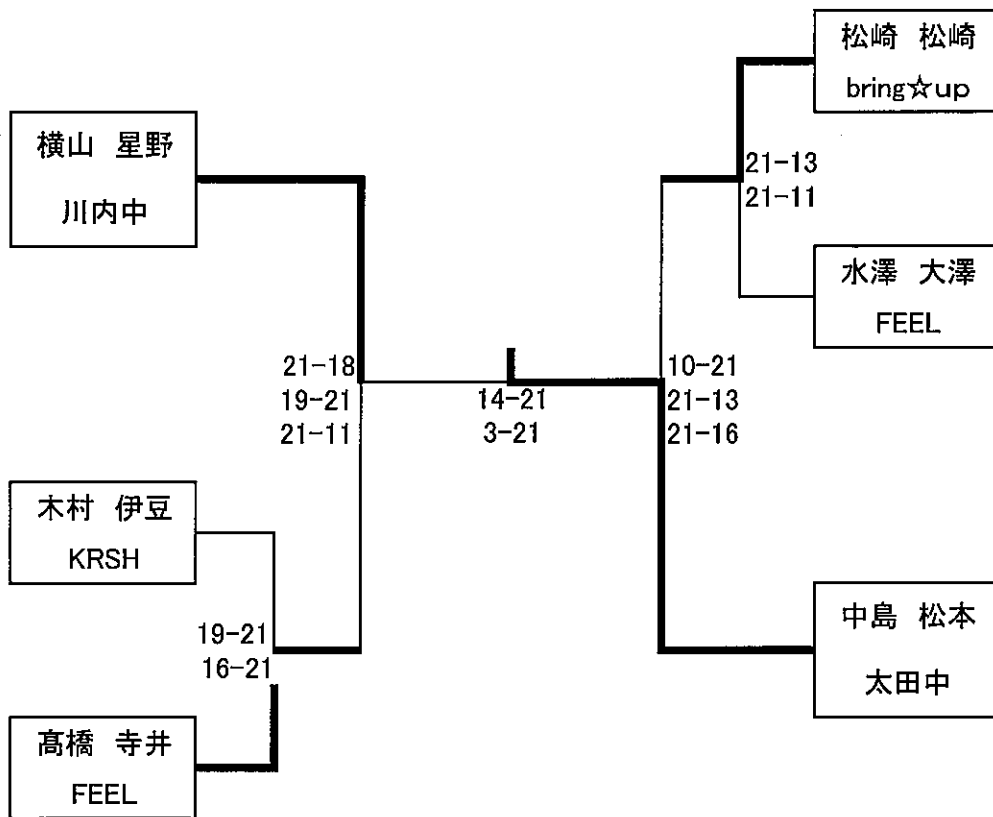 松崎 松崎
bring☆up
横山 星野
川内中
21-13
21-11
水澤 大澤
FEEL
21-18
19-21
21-11
14-21
3-21
10-21
21-13
21-16
木村 伊豆
KRSH
19-21
16-21
中島 松本
太田中
髙橋 寺井
FEEL